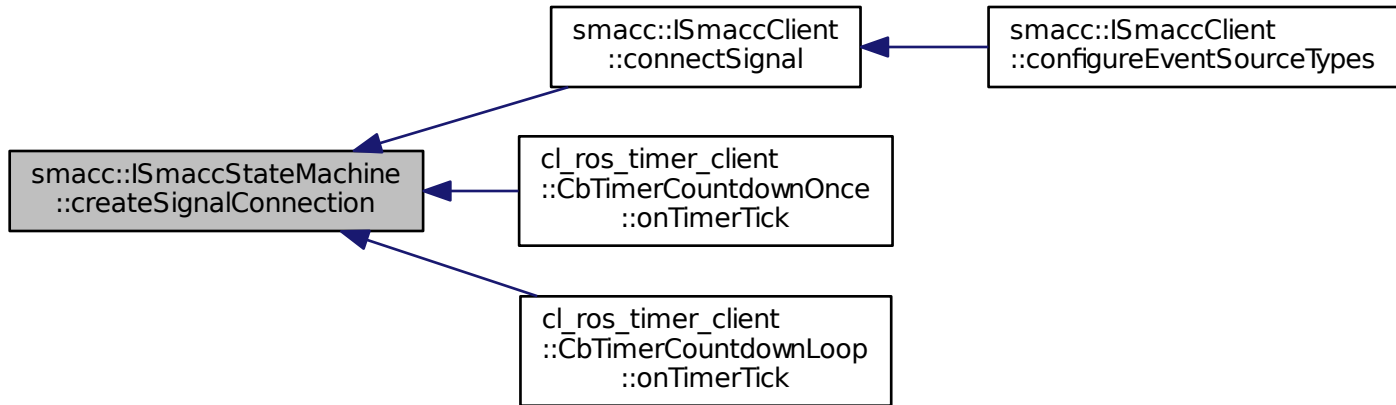 smacc::ISmaccClient
::connectSignal
smacc::ISmaccClient
::configureEventSourceTypes
smacc::ISmaccStateMachine
::createSignalConnection
cl_ros_timer_client
::CbTimerCountdownOnce
::onTimerTick
cl_ros_timer_client
::CbTimerCountdownLoop
::onTimerTick